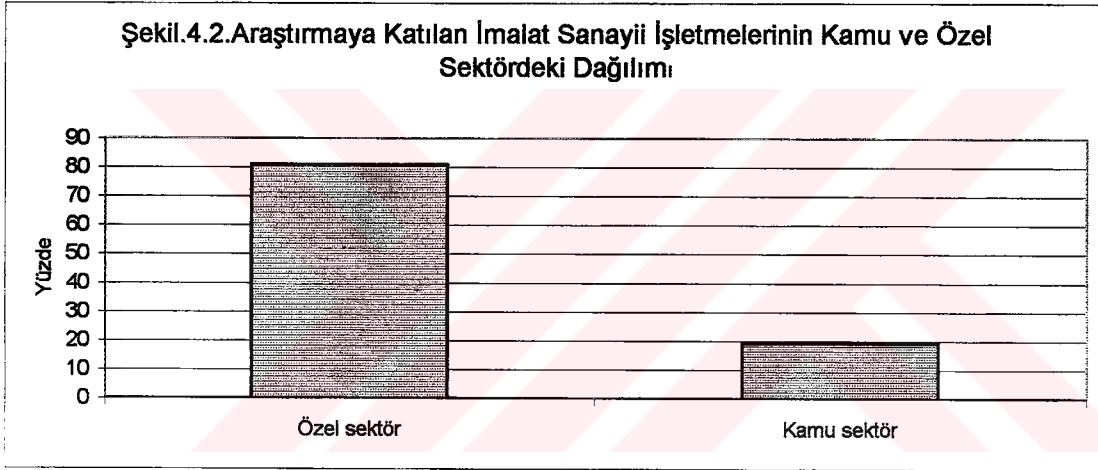 Şekil.4.2.Araştırmaya Katılan İmalat Sanayii İşletmelerinin Kamu ve Özel
Sektördeki Dağılımı
Yüzde
90
80
70
60
50
40
30
20
10
0
Özel sektör
Kamu sektör